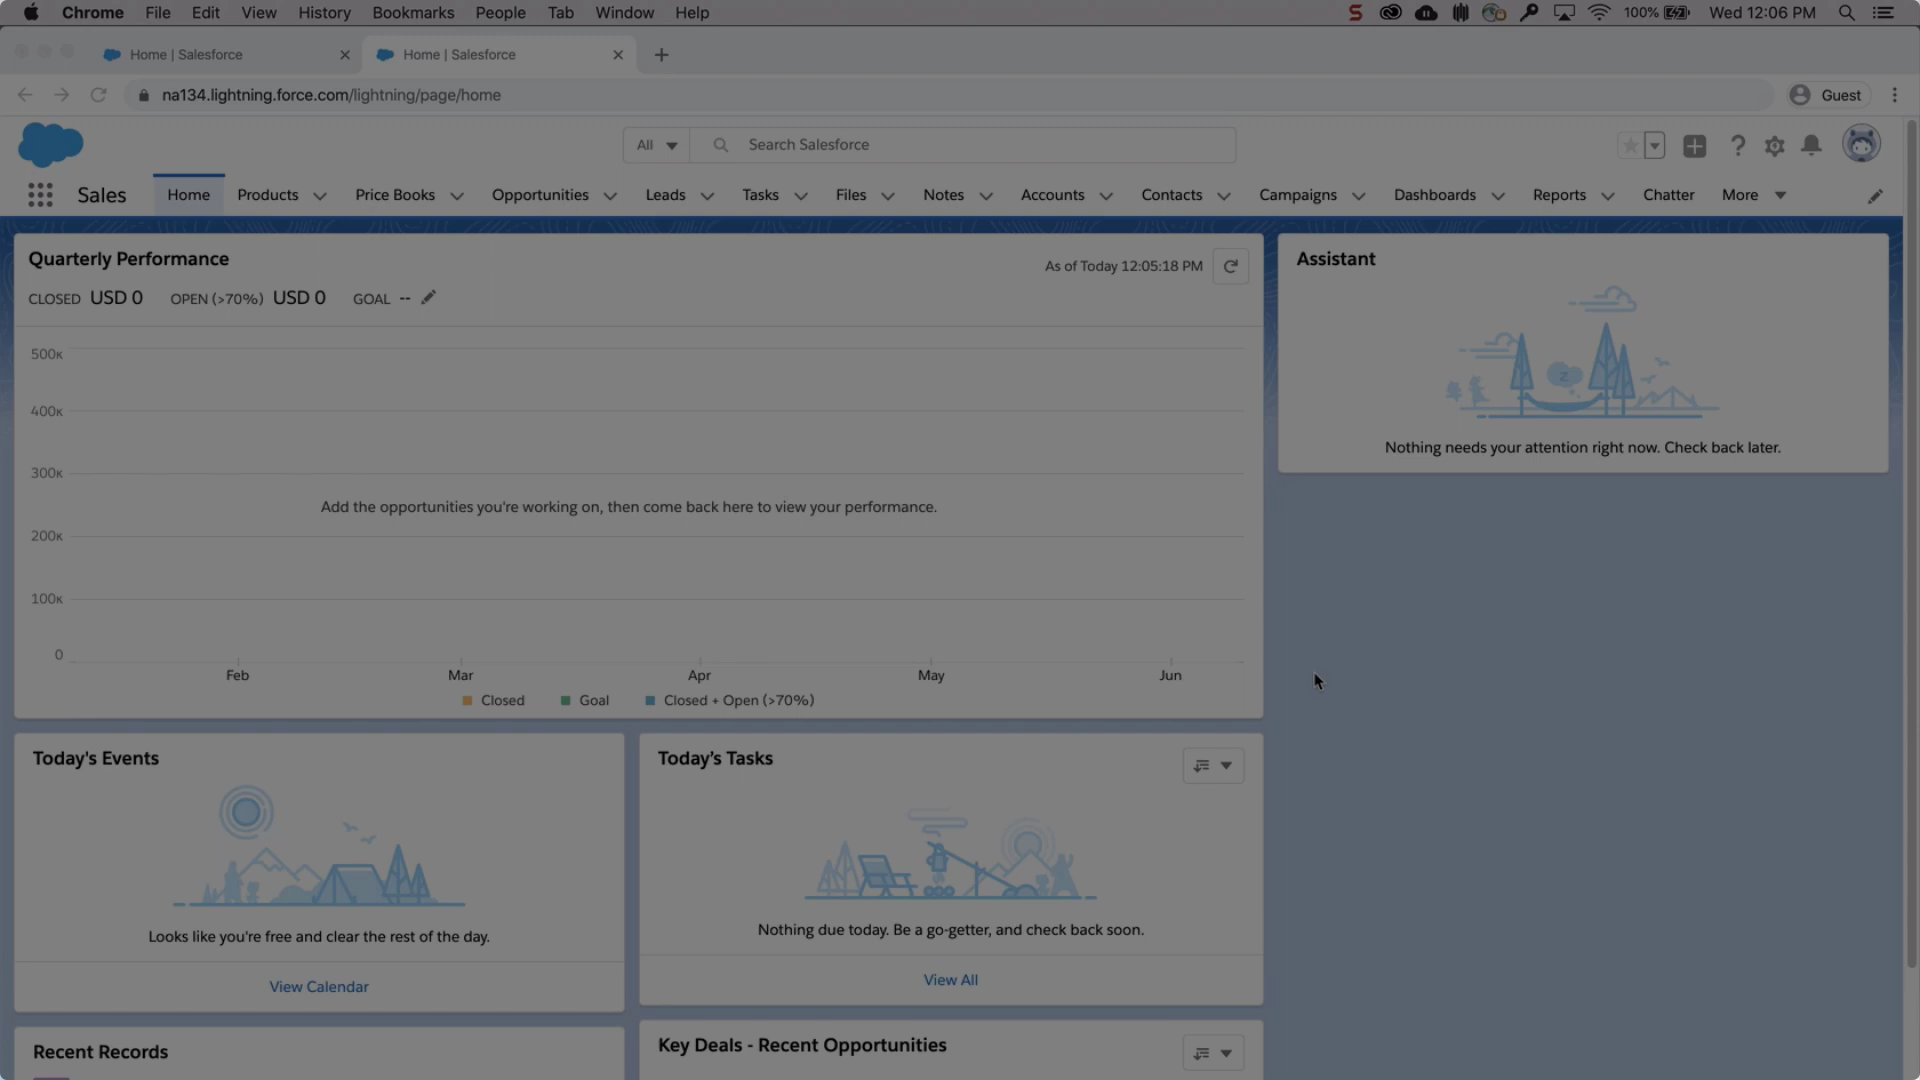 Chrome File Edit View History Bookmarks People Tab Window Help 100% Wed 12:06 PM
Home | Salesforce Home | Salesforce
na134.lightning.force.com/lightning/page/home Guest
All Search Salesforce
Sales Home Products Price Books Opportunities Leads Tasks Files Notes Accounts Contacts Campaigns Dashboards Reports Chatter More
Quarterly Performance
As of Today 12:05:18 PM
CLOSED USD 0 OPEN (>70%) USD 0 GOAL --
500K
400K
300K
Add the opportunities you're working on, then come back here to view your performance.
200K
100K
0
Feb Mar Apr May Jun
Closed Goal Closed + Open (>70%)
Assistant
Z
Nothing needs your attention right now. Check back later.
Today's Events
Looks like you're free and clear the rest of the day.
View Calendar
Today's Tasks
Nothing due today. Be a go-getter, and check back soon.
View All
Recent Records
Key Deals - Recent Opportunities